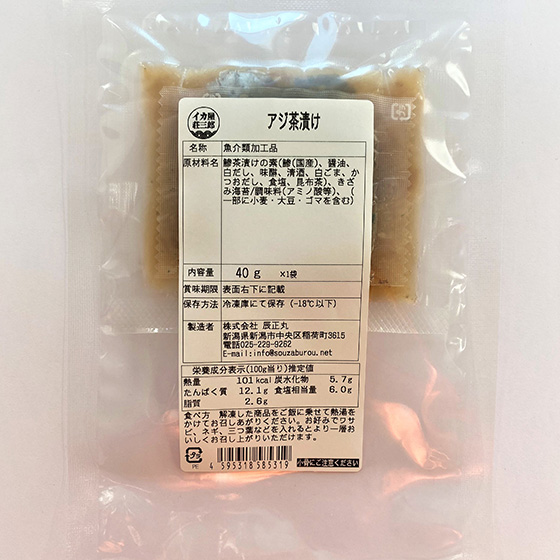 イカ屋
荘三郎
アジ茶漬け
名称 魚介類加工品
原材料名 鯵茶漬けの素(鯵(国産)、醤油、
白だし、味醂、清酒、白ごま、か
つおだし、食塩、昆布茶)、きざ
み海苔/調味料(アミノ酸等)、(
一部に小麦・大豆・ゴマを含む)
内容量 40g ×1袋
賞味期限 表面右下に記載
保存方法 冷凍庫にて保存 (-18℃以下)
製造者 株式会社 辰正丸
新潟県新潟市中央区稲荷町3615
電話025-229-9262
E-mail:info@souzaburou.net
栄養成分表示(100g当り)推定値
熱量 101kcal 炭水化物 5.7g
たんぱく質 12.1g 食塩相当量 6.0g
脂質 2.6g
食べ方 解凍した商品をご飯に乗せて熱湯を
かけてお召しあがりください。お好みでワサ
ビ、ネギ、三つ葉などを入れるとより一層お
いしくお召し上がりいただけます。
プラ
PE
4595318585319
小骨にご注意ください